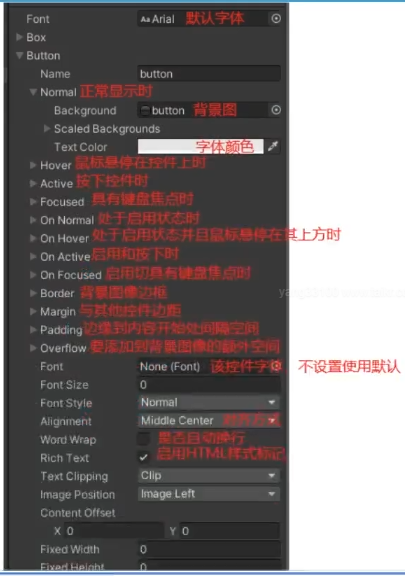 Font Aa Arial 默认字体
Box
Button
Name button
Normal 正常显示时
Background button 背景图
Scaled Backgrounds
Text Color 字体颜色
Hover 鼠标悬停在控件上时
Active 按下控件时
Focused 具有键盘焦点时
On Normal 处于启用状态时
On Hover 处于启用状态并且鼠标悬停在其上方时
On Active 启用和按下时
On Focused 启用切具有键盘焦点时
Border 背景图像边框
Margin 与其他控件边距
Padding 边缘到内容开始处间隔空间
Overflow 要添加到背景图像的额外空间
Font None (Font) 该控件字体 不设置使用默认
Font Size 0
Font Style Normal
Alignment Middle Center 对齐方式
Word Wrap 是否自动换行
Rich Text 启用HTML样式标记
Text Clipping Clip
Image Position Image Left
Content Offset
X 0 Y 0
Fixed Width 0
Fixed Height 0